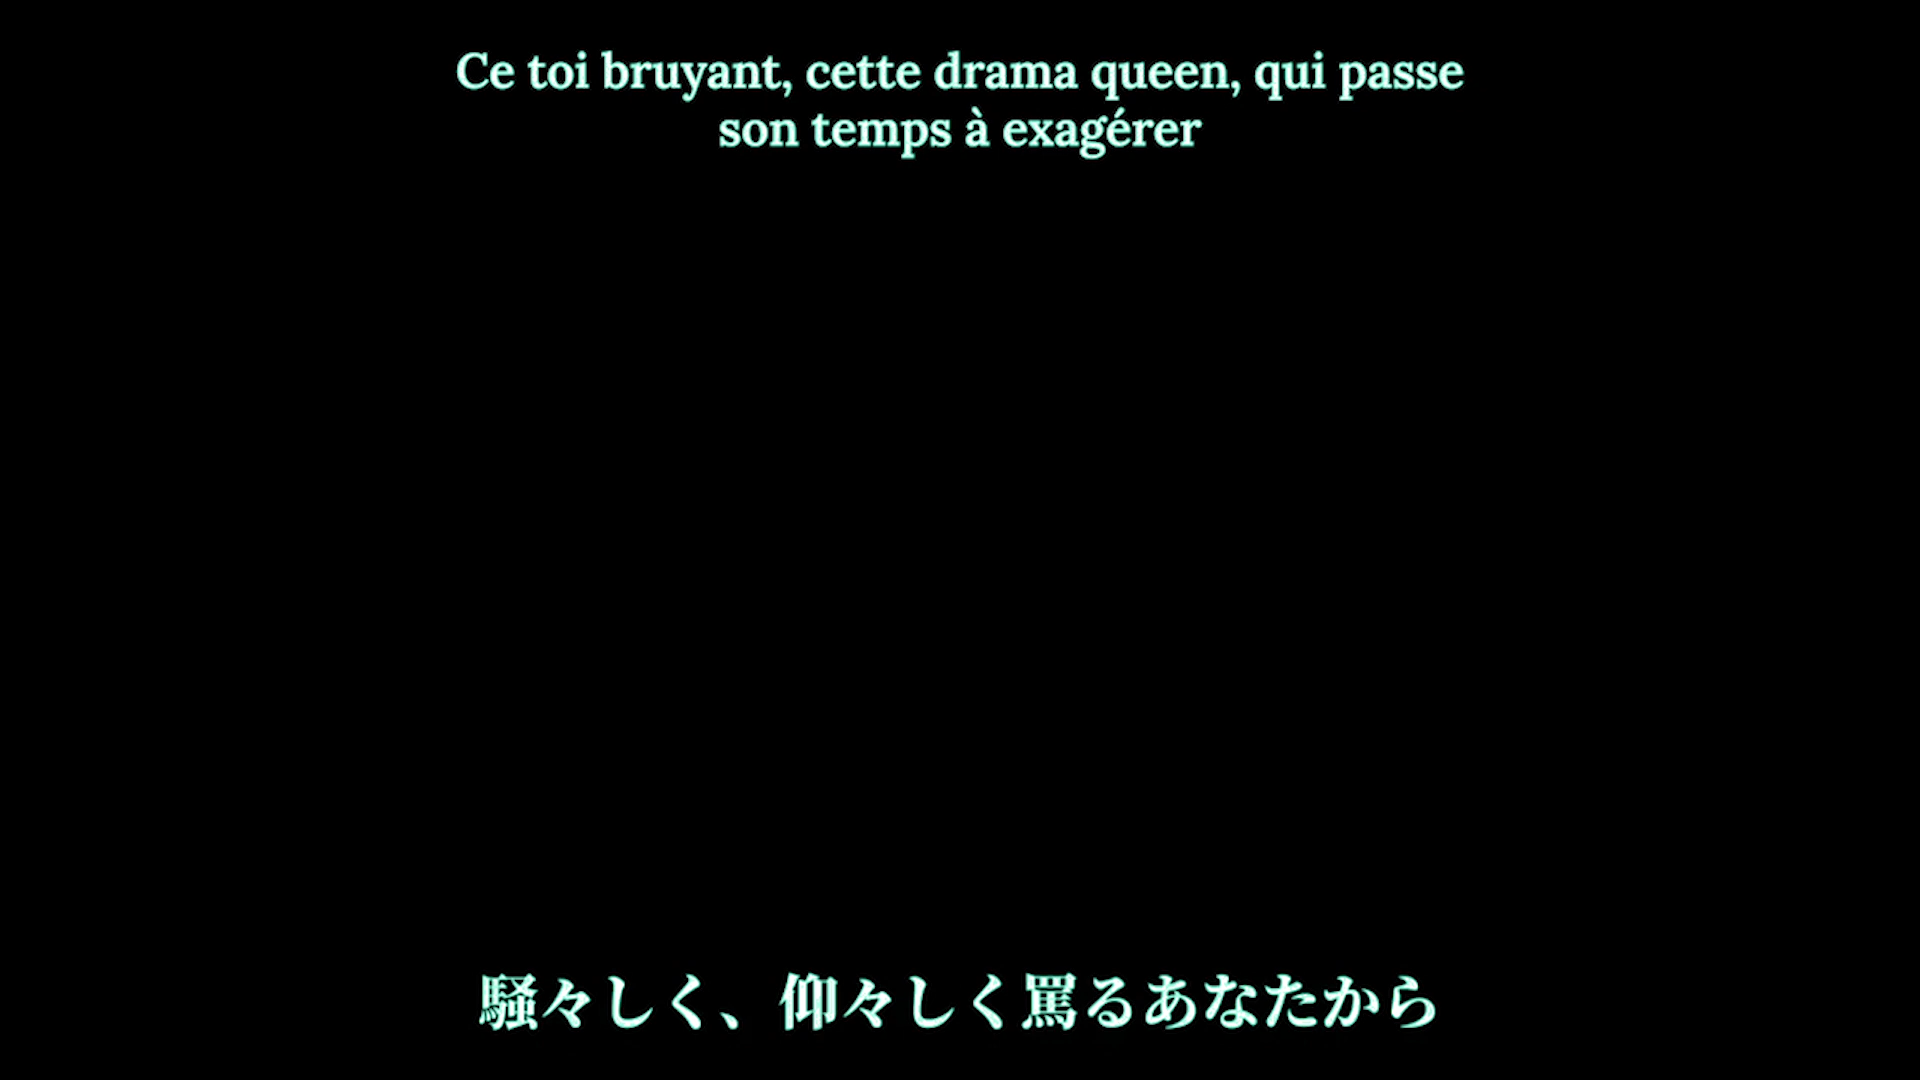 Ce toi bruyant, cette drama queen, qui passe
son temps à exagérer
騒々しく、仰々しく罵るあなたから